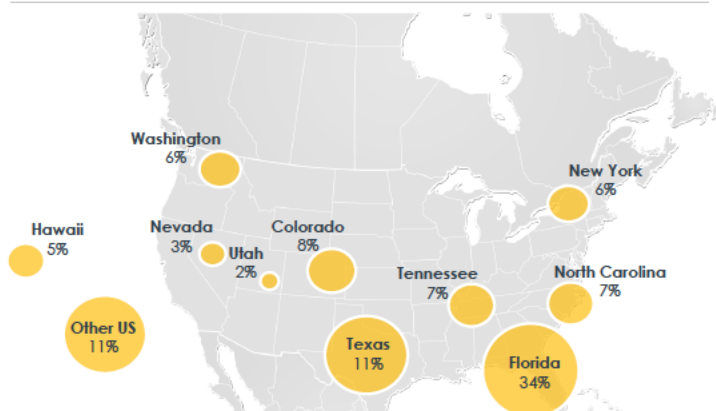 Washington
6%
New York
6%
Hawaii
5%
Nevada
3%
Utah
2%
Colorado
8%
Tennessee
7%
North Carolina
7%
Other US
11%
Texas
11%
Florida
34%